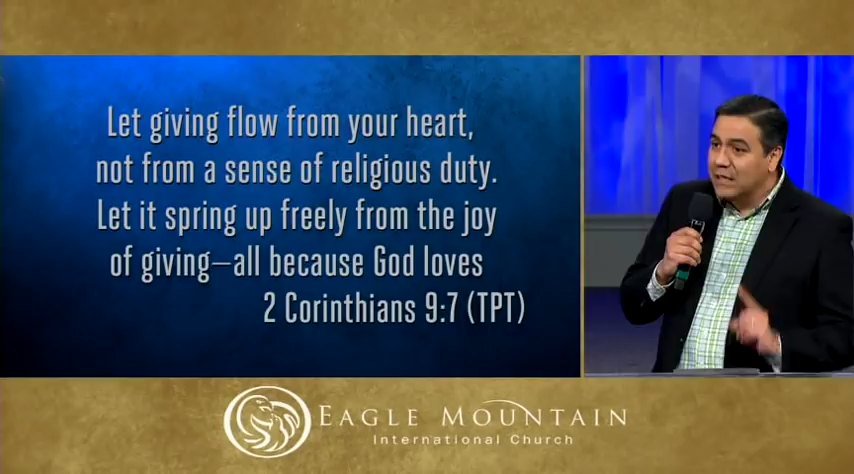 Let giving flow from your heart,
not from a sense of religious duty.
Let it spring up freely from the joy
of giving—all because God loves
2 Corinthians 9:7 (TPT)
EAGLE MOUNTAIN
International Church